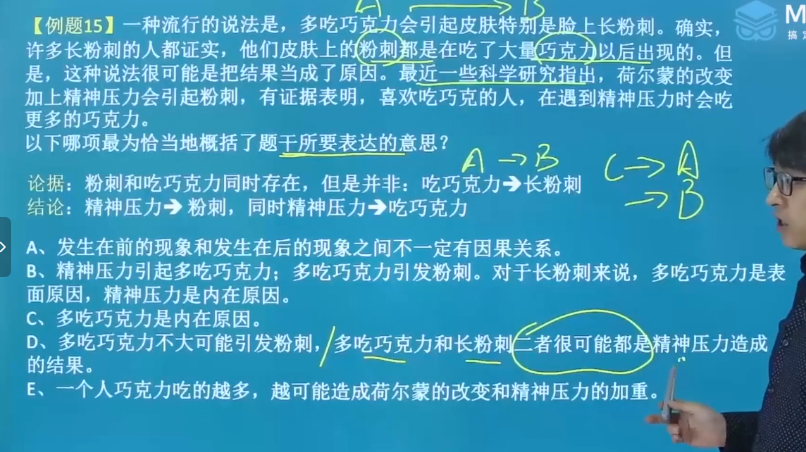 A → B
M
搞定
【例题15】一种流行的说法是，多吃巧克力会引起皮肤特别是脸上长粉刺。确实，
许多长粉刺的人都证实，他们皮肤上的粉刺都是在吃了大量巧克力以后出现的。但
是，这种说法很可能是把结果当成了原因。最近一些科学研究指出，荷尔蒙的改变
加上精神压力会引起粉刺，有证据表明，喜欢吃巧克的人，在遇到精神压力时会吃
更多的巧克力。
以下哪项最为恰当地概括了题干所要表达的意思？
A → B
C → A
→ B
论据：粉刺和吃巧克力同时存在，但是并非：吃巧克力➔长粉刺
结论：精神压力➔ 粉刺，同时精神压力➔吃巧克力
A、发生在前的现象和发生在后的现象之间不一定有因果关系。
B、精神压力引起多吃巧克力；多吃巧克力引发粉刺。对于长粉刺来说，多吃巧克力是表
面原因，精神压力是内在原因。
C、多吃巧克力是内在原因。
D、多吃巧克力不大可能引发粉刺，多吃巧克力和长粉刺二者很可能都是精神压力造成
的结果。
E、一个人巧克力吃的越多，越可能造成荷尔蒙的改变和精神压力的加重。